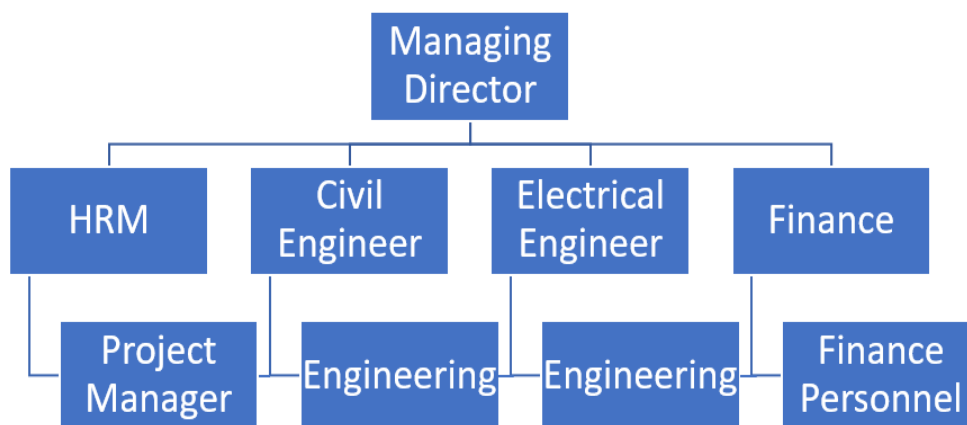 Managing
Director
HRM
Civil
Engineer
Electrical
Engineer
Finance
Project
Manager
Engineering
Engineering
Finance
Personnel